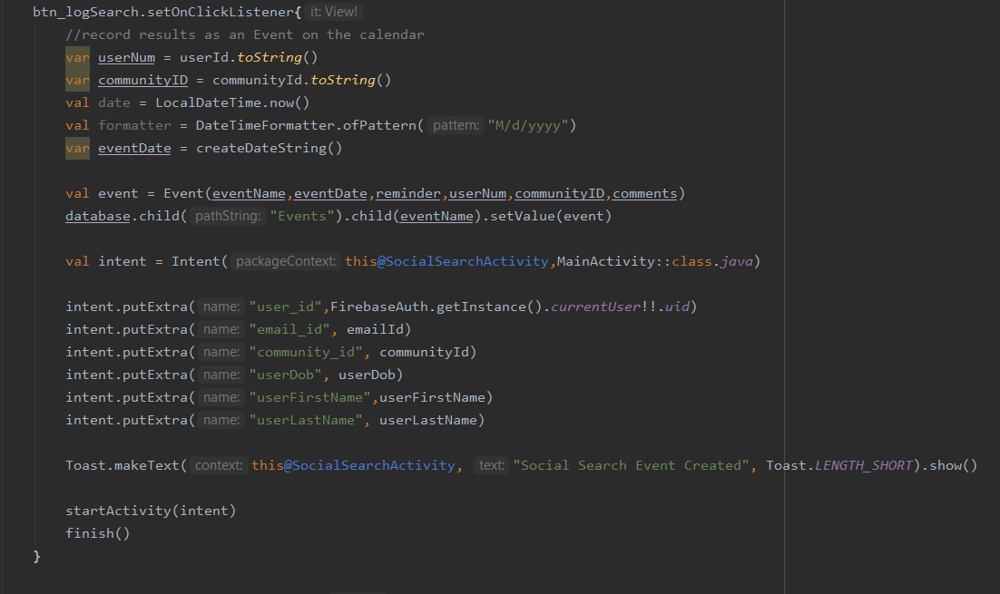 btn_logSearch.setOnClickListener{ it: View!
//record results as an Event on the calendar
var userNum = userId.toString()
var communityID = communityId.toString()
val date = LocalDateTime.now()
val formatter = DateTimeFormatter.ofPattern( pattern: "M/d/yyyy")
var eventDate = createDateString()
val event = Event(eventName,eventDate,reminder,userNum,communityID,comments)
database.child( pathString: "Events").child(eventName).setValue(event)
val intent = Intent( packageContext: this@SocialSearchActivity,MainActivity::class.java)
intent.putExtra( name: "user_id",FirebaseAuth.getInstance().currentUser!!.uid)
intent.putExtra( name: "email_id", emailId)
intent.putExtra( name: "community_id", communityId)
intent.putExtra( name: "userDob", userDob)
intent.putExtra( name: "userFirstName",userFirstName)
intent.putExtra( name: "userLastName", userLastName)
Toast.makeText( context: this@SocialSearchActivity, text: "Social Search Event Created", Toast.LENGTH_SHORT).show()
startActivity(intent)
finish()
}